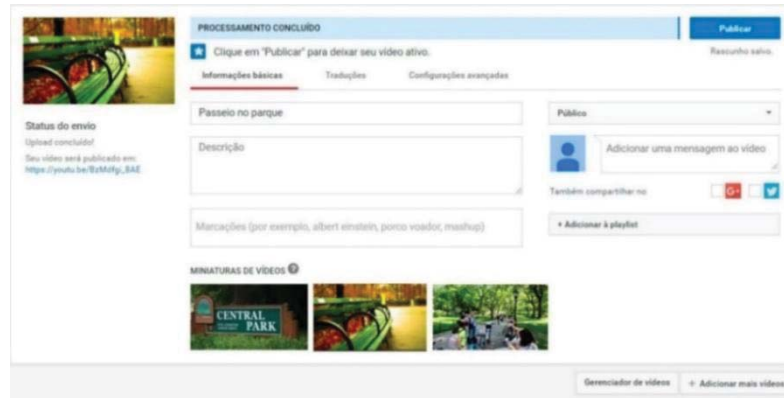 PROCESSAMENTO CONCLUÍDO
Publicar
Clique em "Publicar" para deixar seu vídeo ativo.
Rascunho salvo.
Informações básicas
Traduções
Configurações avançadas
Passeio no parque
Público
Status do envio
Upload concluído!
Seu vídeo será publicado em:
Descrição
Adicionar uma mensagem ao vídeo
Também compartilhar no
G+
Marcações (por exemplo, albert einstein, porco voador, mashup)
+ Adicionar à playlist
MINIATURAS DE VÍDEOS ?
CENTRAL
PARK
Gerenciador de vídeos
+ Adicionar mais vídeos